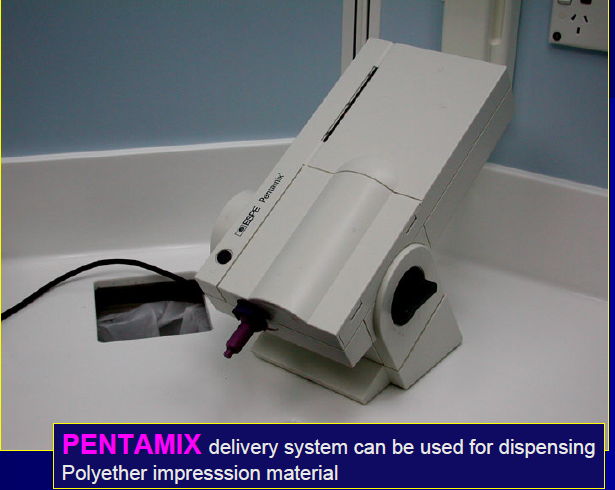 ESPE Pentamix
PENTAMIX delivery system can be used for dispensing
Polyether impresssion material